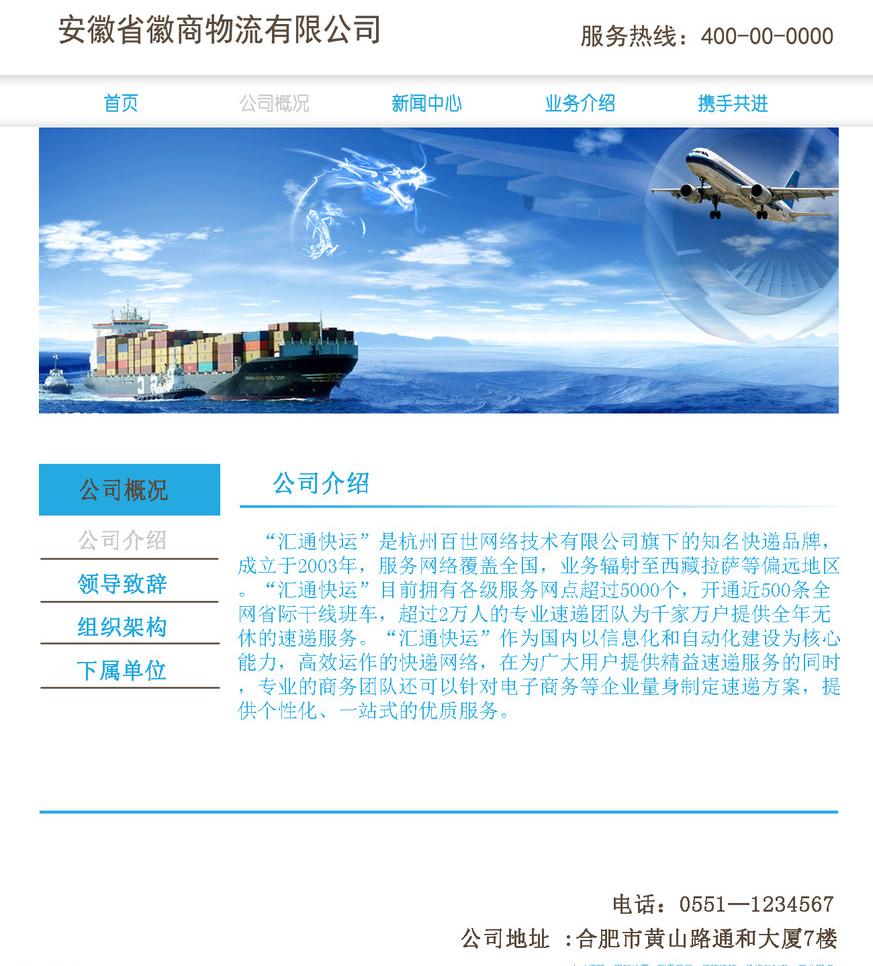 安徽省徽商物流有限公司
服务热线：400-00-0000
首页 公司概况 新闻中心 业务介绍 携手共进
公司概况
公司介绍
领导致辞
组织架构
下属单位
公司介绍
“汇通快运”是杭州百世网络技术有限公司旗下的知名快递品牌，
成立于2003年，服务网络覆盖全国，业务辐射至西藏拉萨等偏远地区
。“汇通快运”目前拥有各级服务网点超过5000个，开通近500条全
网省际干线班车，超过2万人的专业速递团队为千家万户提供全年无
休的速递服务。“汇通快运”作为国内以信息化和自动化建设为核心
能力，高效运作的快递网络，在为广大用户提供精益速递服务的同时
，专业的商务团队还可以针对电子商务等企业量身制定速递方案，提
供个性化、一站式的优质服务。
电话：0551—1234567
公司地址 :合肥市黄山路通和大厦7楼